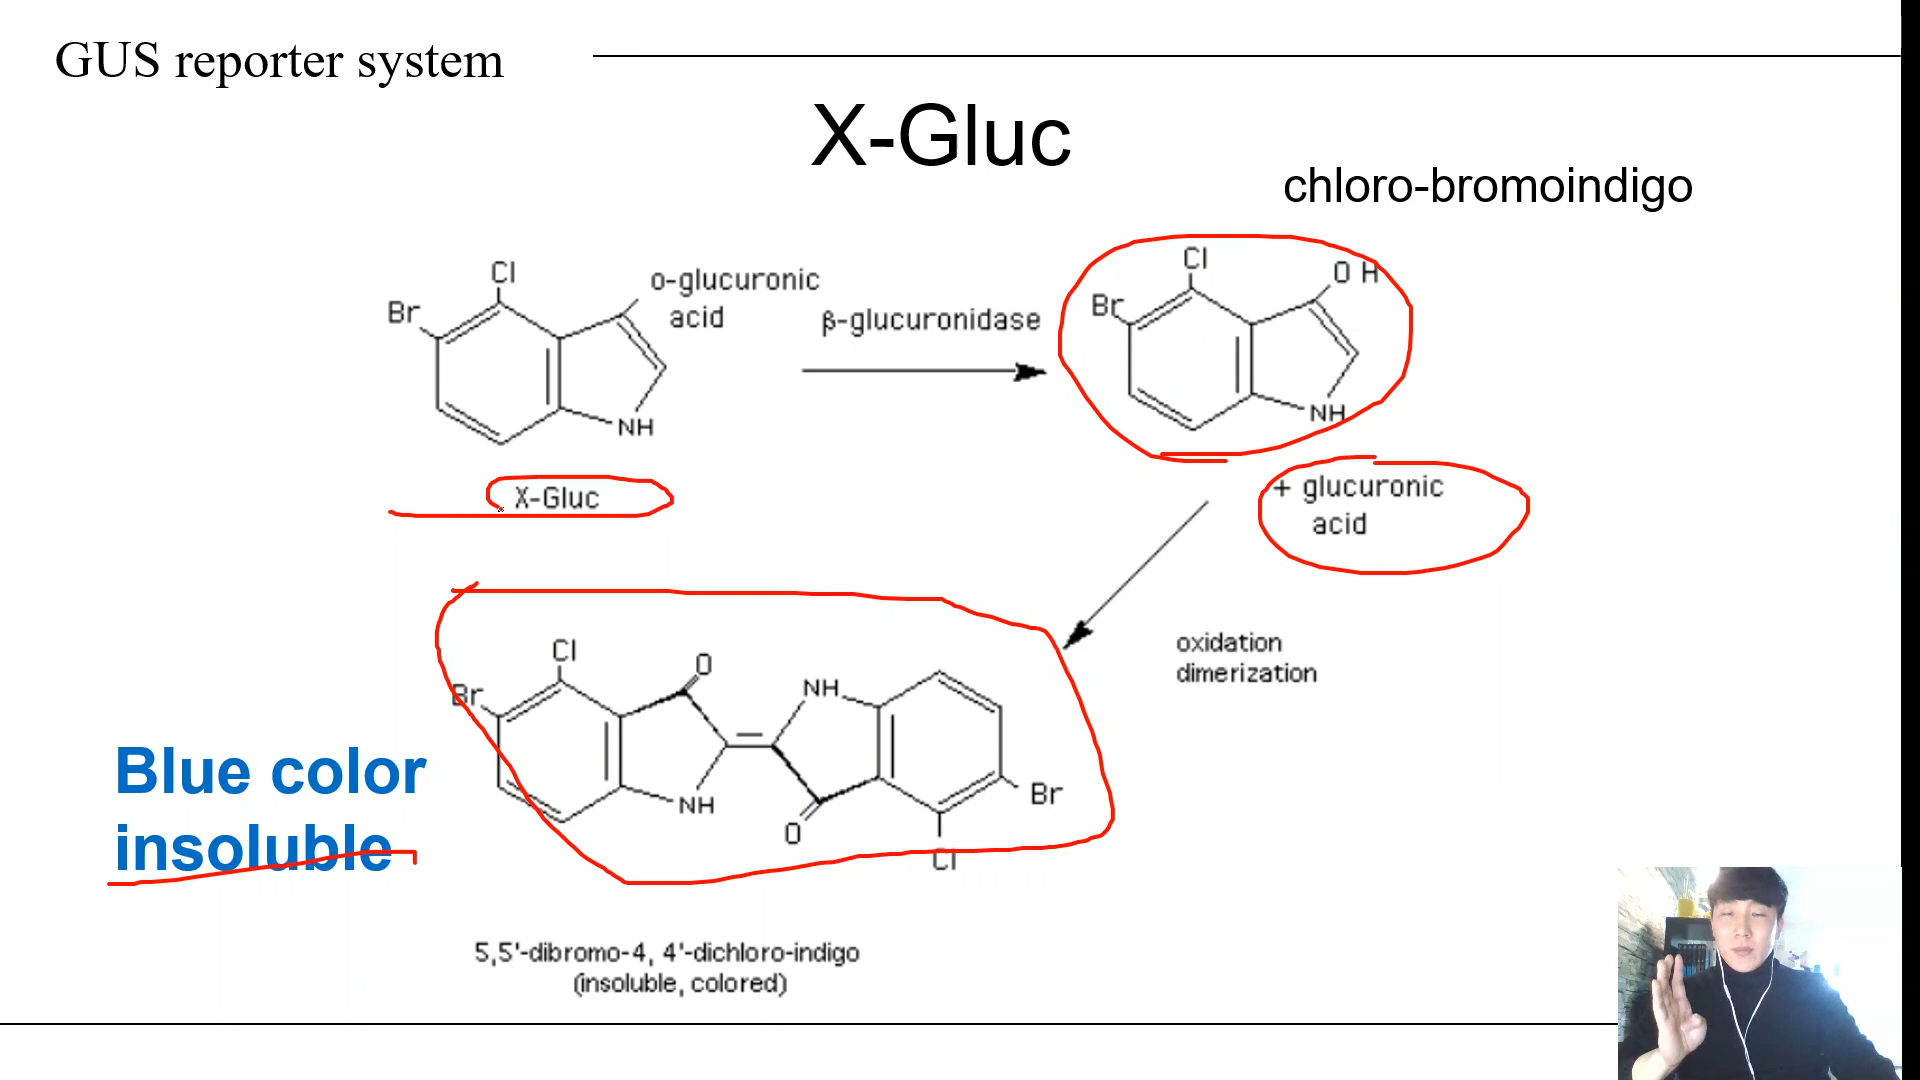 GUS reporter system
X-Gluc
chloro-bromoindigo
Cl
Br
o-glucuronic
acid
NH
β-glucuronidase
Cl
Br
O H
NH
X-Gluc
+ glucuronic
acid
oxidation
dimerization
Cl
Br
O
NH
NH
O
Br
Cl
Blue color
insoluble
5,5'-dibromo-4, 4'-dichloro-indigo
(insoluble, colored)